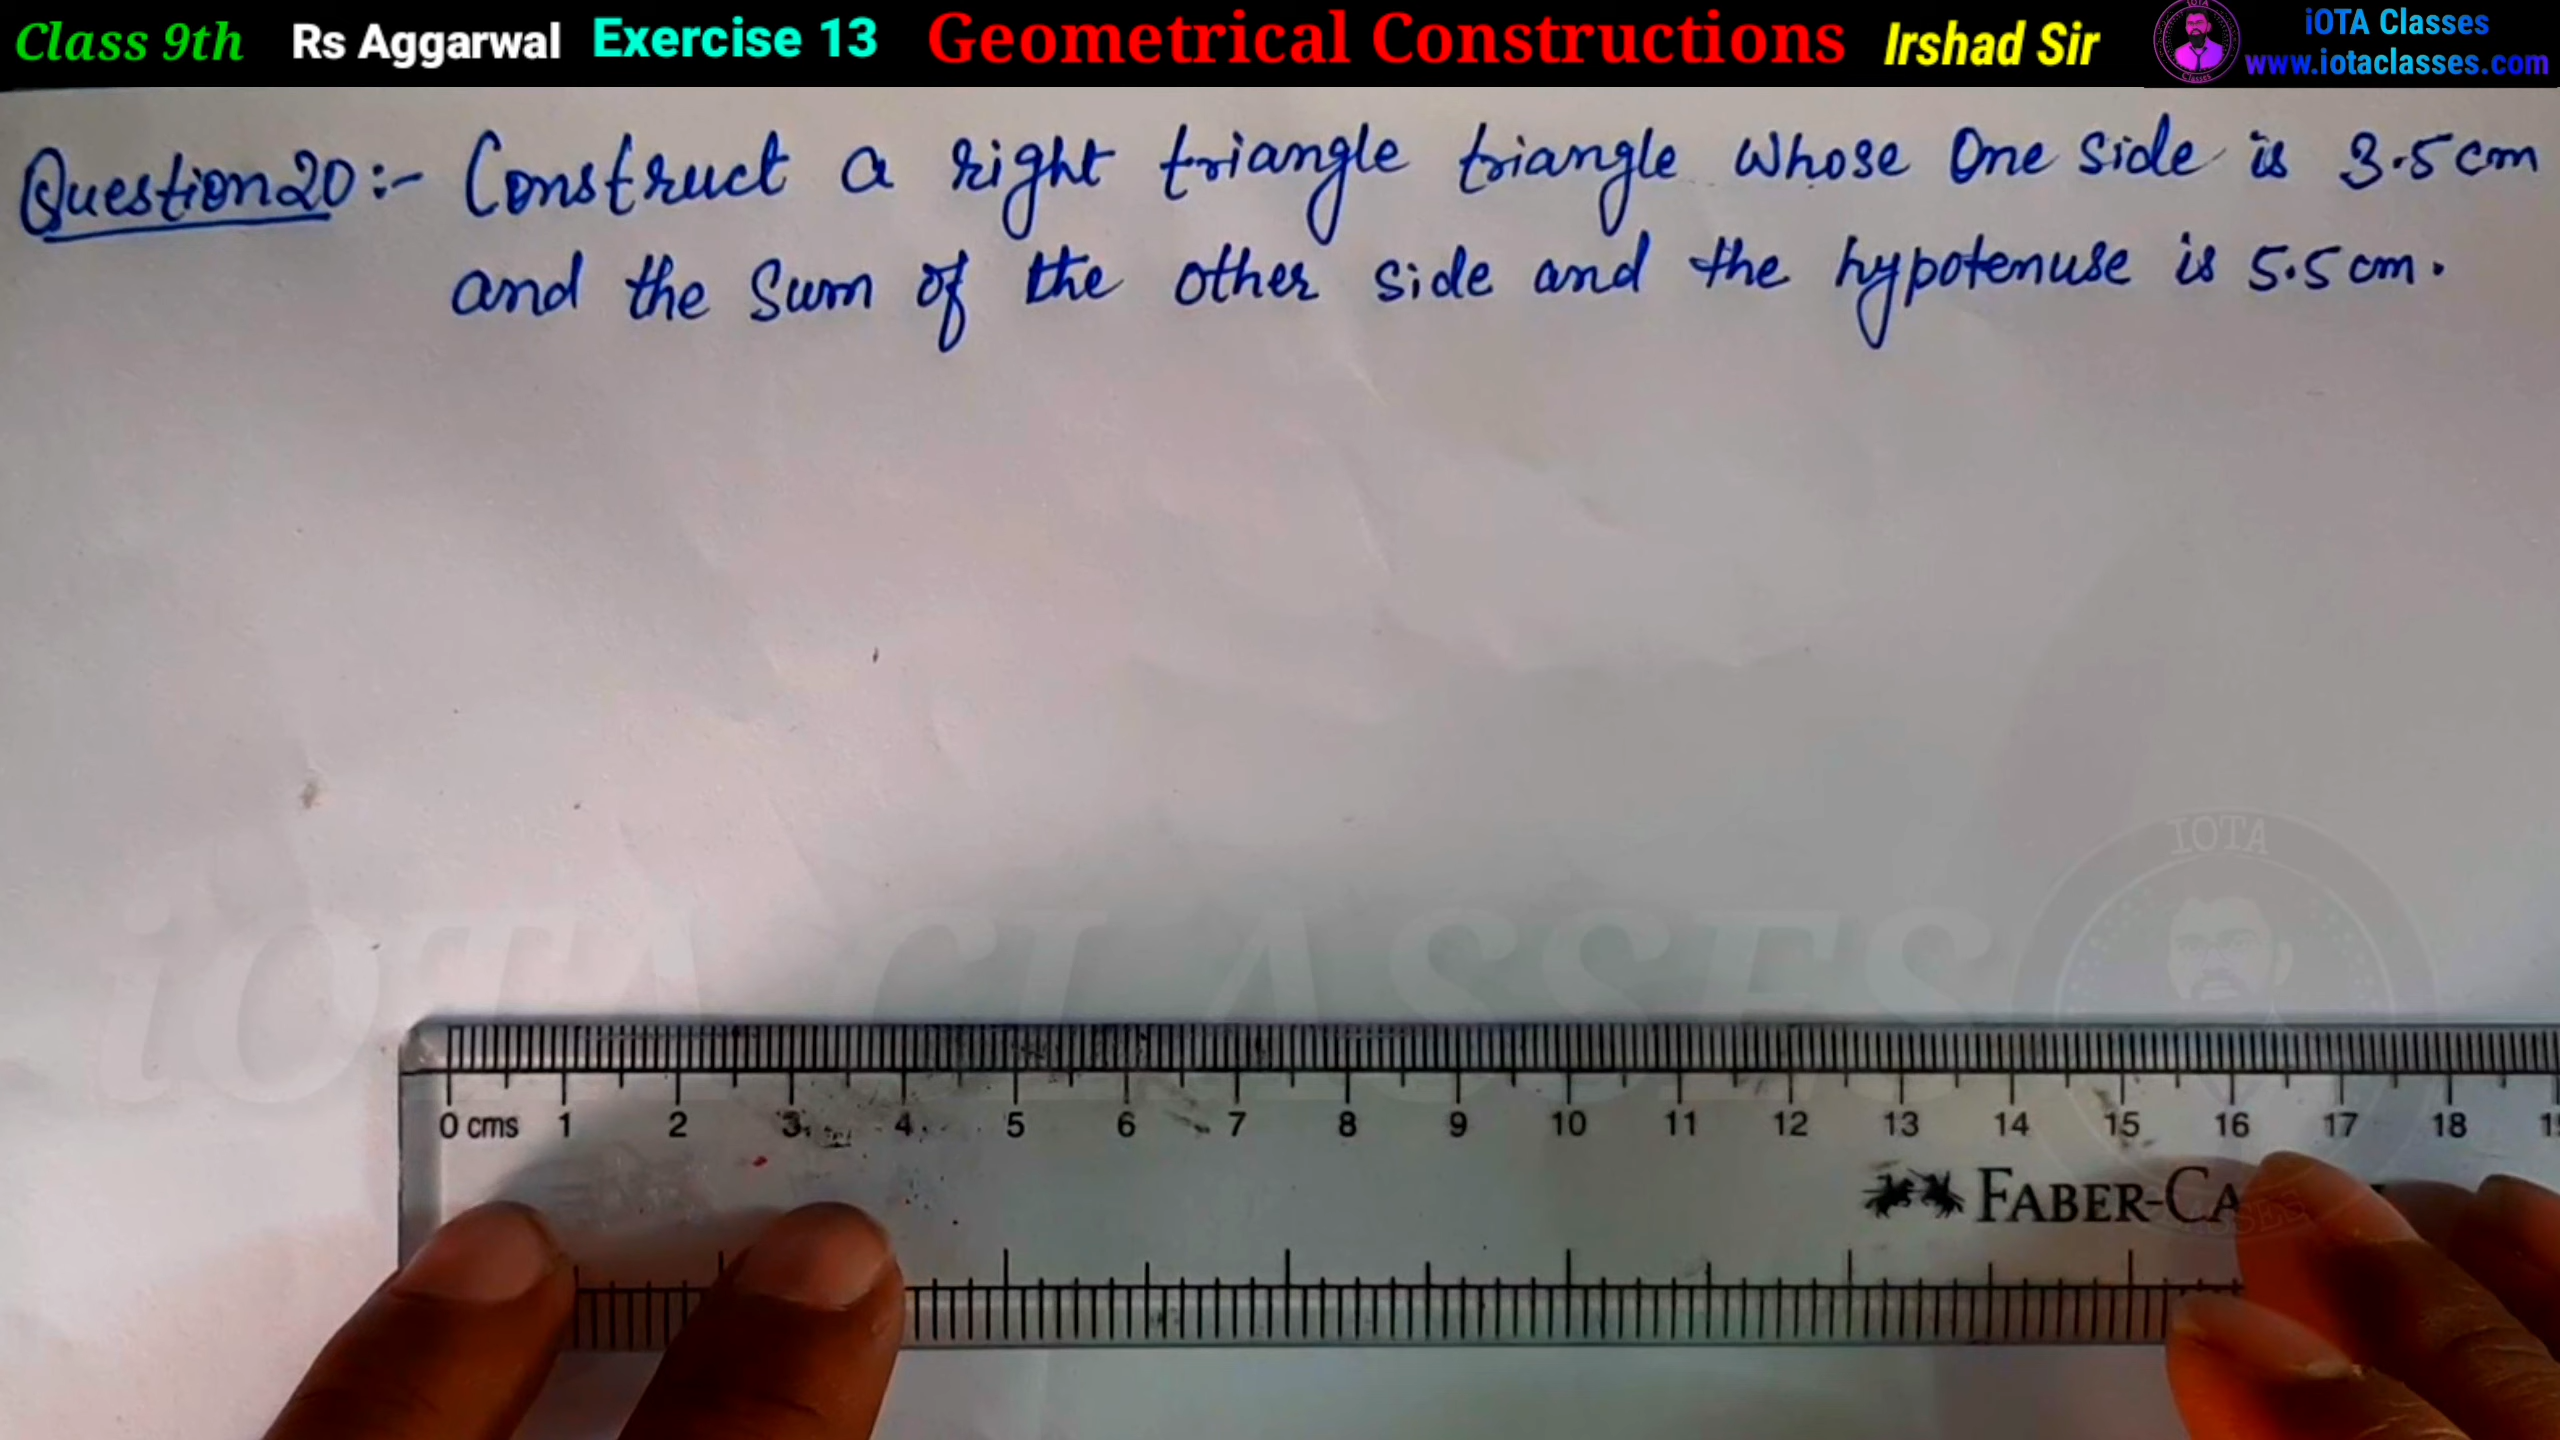 Class 9th Rs Aggarwal Exercise 13 Geometrical Constructions Irshad Sir iOTA Classes
www.iotaclasses.com
Question20:- Construct a right triangle triangle whose One side is 3.5cm
and the Sum of the other side and the hypotenuse is 5.5cm.
IOTA
iOTA CLASSES
0 cms 1 2 3 4 5 6 7 8 9 10 11 12 13 14 15 16 17 18
FABER-CA